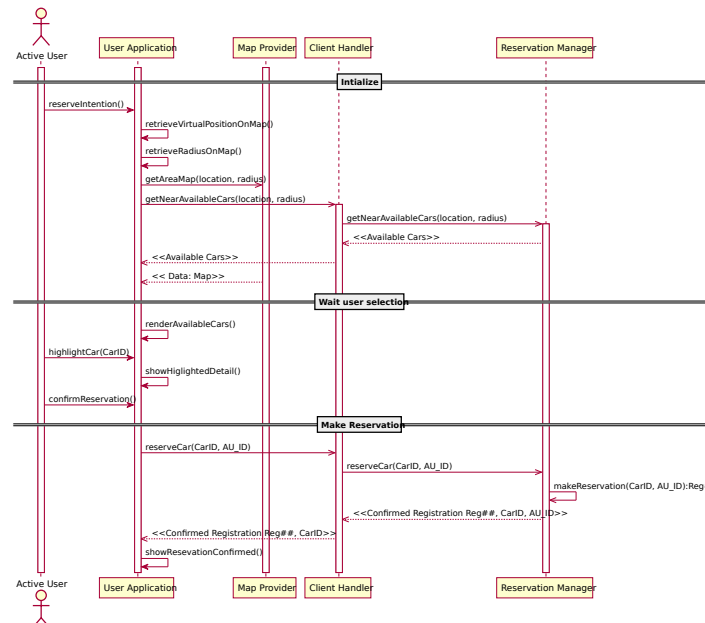 Active User
User Application
Map Provider
Client Handler
Reservation Manager
Intialize
reserveIntention()
retrieveVirtualPositionOnMap()
retrieveRadiusOnMap()
getAreaMap(location, radius)
getNearAvailableCars(location, radius)
getNearAvailableCars(location, radius)
<<Available Cars>>
<<Available Cars>>
<< Data: Map>>
Wait user selection
renderAvailableCars()
highlightCar(CarID)
showHiglightedDetail()
confirmReservation()
Make Reservation
reserveCar(CarID, AU_ID)
reserveCar(CarID, AU_ID)
makeReservation(CarID, AU_ID):Reg
<<Confirmed Registration Reg##, CarID, AU_ID>>
<<Confirmed Registration Reg##, CarID>>
showResevationConfirmed()
Active User
User Application
Map Provider
Client Handler
Reservation Manager